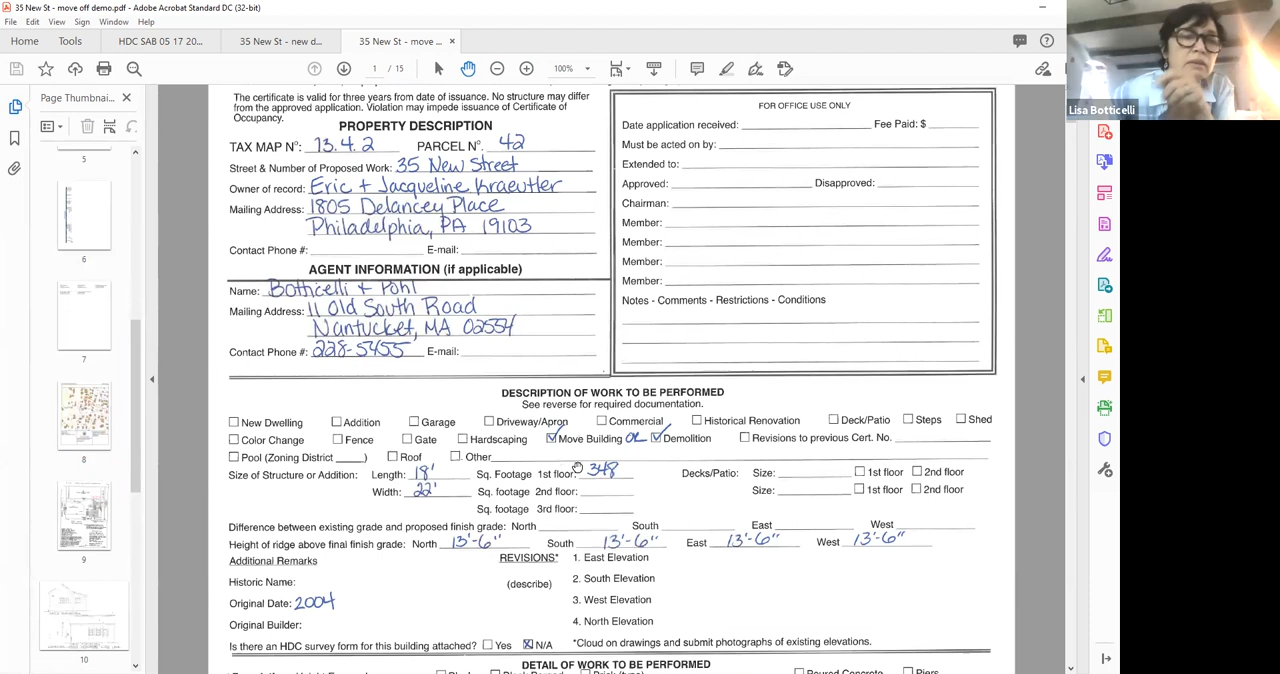 35 New St - move off demo.pdf - Adobe Acrobat Standard DC (32-bit)
File Edit View Sign Window Help
Home Tools HDC SAB 05 17 20... 35 New St - new d... 35 New St - move ... ×
1 / 15 100%
Page Thumbnai...
5
6
7
8
9
10
Lisa Botticelli
The certificate is valid for three years from date of issuance. No structure may differ
from the approved application. Violation may impede issuance of Certificate of
Occupancy.
PROPERTY DESCRIPTION
TAX MAP Nº: 13.4.2 PARCEL Nº. 42
Street & Number of Proposed Work: 35 New Street
Owner of record: Eric + Jacqueline Kraeutler
Mailing Address: 1805 Delancey Place
Philadelphia, PA 19103
Contact Phone #: E-mail:
AGENT INFORMATION (if applicable)
Name: Botticelli + Pohl
Mailing Address: 11 Old South Road
Nantucket, MA 02554
Contact Phone #: 228-5455 E-mail:
FOR OFFICE USE ONLY
Date application received: Fee Paid: $
Must be acted on by:
Extended to:
Approved: Disapproved:
Chairman:
Member:
Member:
Member:
Member:
Notes - Comments - Restrictions - Conditions
DESCRIPTION OF WORK TO BE PERFORMED
See reverse for required documentation.
New Dwelling Addition Garage Driveway/Apron Commercial Historical Renovation Deck/Patio Steps Shed
Color Change Fence Gate Hardscaping Move Building OR Demolition Revisions to previous Cert. No.
Pool (Zoning District ) Roof Other
Size of Structure or Addition: Length: 18' Sq. Footage 1st floor: 348 Decks/Patio: Size: 1st floor 2nd floor
Width: 22' Sq. footage 2nd floor: Size: 1st floor 2nd floor
Sq. footage 3rd floor:
Difference between existing grade and proposed finish grade: North South East West
Height of ridge above final finish grade: North 13'-6" South 13'-6" East 13'-6" West 13'-6"
Additional Remarks REVISIONS* 1. East Elevation
Historic Name: (describe) 2. South Elevation
Original Date: 2004 3. West Elevation
Original Builder: 4. North Elevation
Is there an HDC survey form for this building attached? Yes N/A *Cloud on drawings and submit photographs of existing elevations.
DETAIL OF WORK TO BE PERFORMED
Poured Concrete Piers